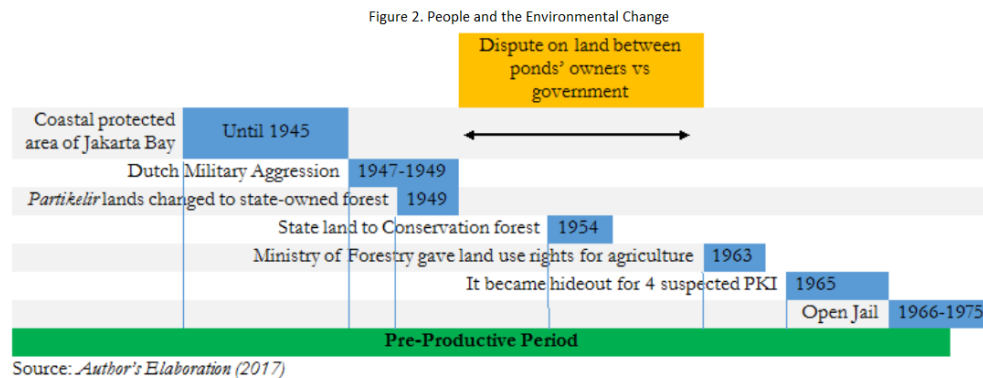 Figure 2. People and the Environmental Change
Dispute on land between
ponds' owners vs
government
Coastal protected
area of Jakarta Bay
Until 1945
Dutch Military Aggression
1947-1949
Partikelir lands changed to state-owned forest
1949
State land to Conservation forest
1954
Ministry of Forestry gave land use rights for agriculture
1963
It became hideout for 4 suspected PKI
1965
Open Jail
1966-1975
Pre-Productive Period
Source: Author's Elaboration (2017)